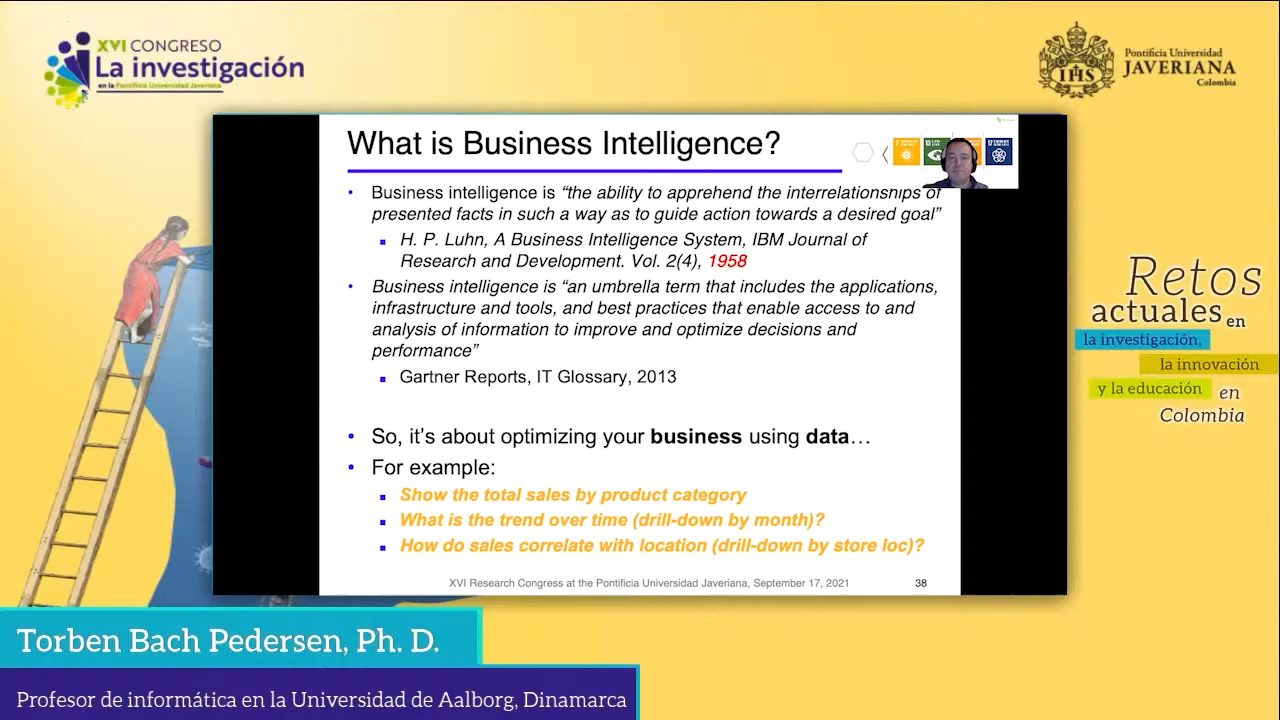 XVI CONGRESO
La investigación
en la Pontificia Universidad Javeriana
Pontificia Universidad
JAVERIANA
Colombia
IHS
What is Business Intelligence?
• Business intelligence is “the ability to apprehend the interrelationships of
presented facts in such a way as to guide action towards a desired goal”
▪ H. P. Luhn, A Business Intelligence System, IBM Journal of
Research and Development. Vol. 2(4), 1958
• Business intelligence is “an umbrella term that includes the applications,
infrastructure and tools, and best practices that enable access to and
analysis of information to improve and optimize decisions and
performance”
▪ Gartner Reports, IT Glossary, 2013
• So, it’s about optimizing your business using data…
• For example:
▪ Show the total sales by product category
▪ What is the trend over time (drill-down by month)?
▪ How do sales correlate with location (drill-down by store loc)?
XVI Research Congress at the Pontificia Universidad Javeriana, September 17, 2021
38
Retos
actuales en
la investigación,
la innovación
y la educación en
Colombia
Torben Bach Pedersen, Ph. D.
Profesor de informática en la Universidad de Aalborg, Dinamarca